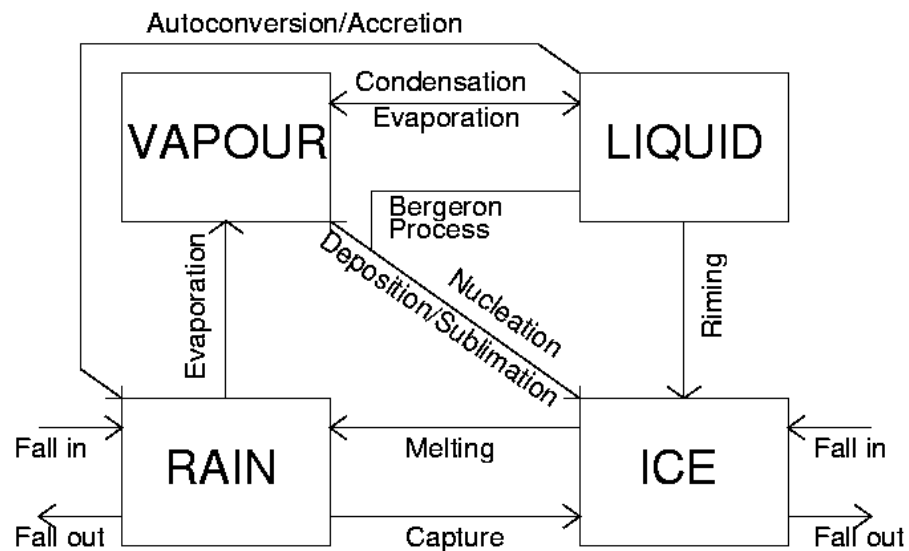 Autoconversion/Accretion
VAPOUR
Condensation
Evaporation
LIQUID
Bergeron
Process
Nucleation
Deposition/Sublimation
Evaporation
Riming
Fall in
RAIN
Melting
ICE
Fall in
Fall out
Capture
Fall out